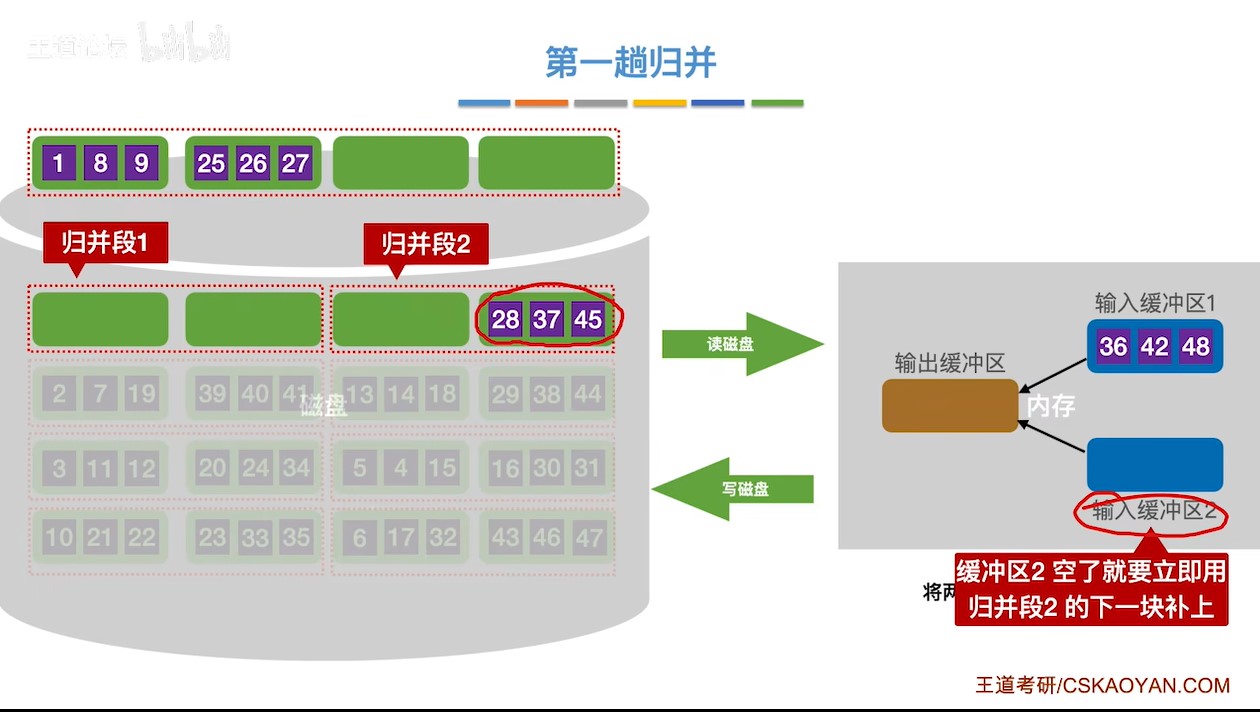 王道论坛 bilibili
第一趟归并
1 8 9 25 26 27
归并段1 归并段2
28 37 45
2 7 19 39 40 41 13 14 18 29 38 44
磁盘
3 11 12 20 24 34 5 4 15 16 30 31
10 21 22 23 33 35 6 17 32 43 46 47
读磁盘
写磁盘
输入缓冲区1
36 42 48
输出缓冲区
内存
输入缓冲区2
缓冲区2 空了就要立即用
归并段2 的下一块补上
将两
王道考研/CSKAOYAN.COM